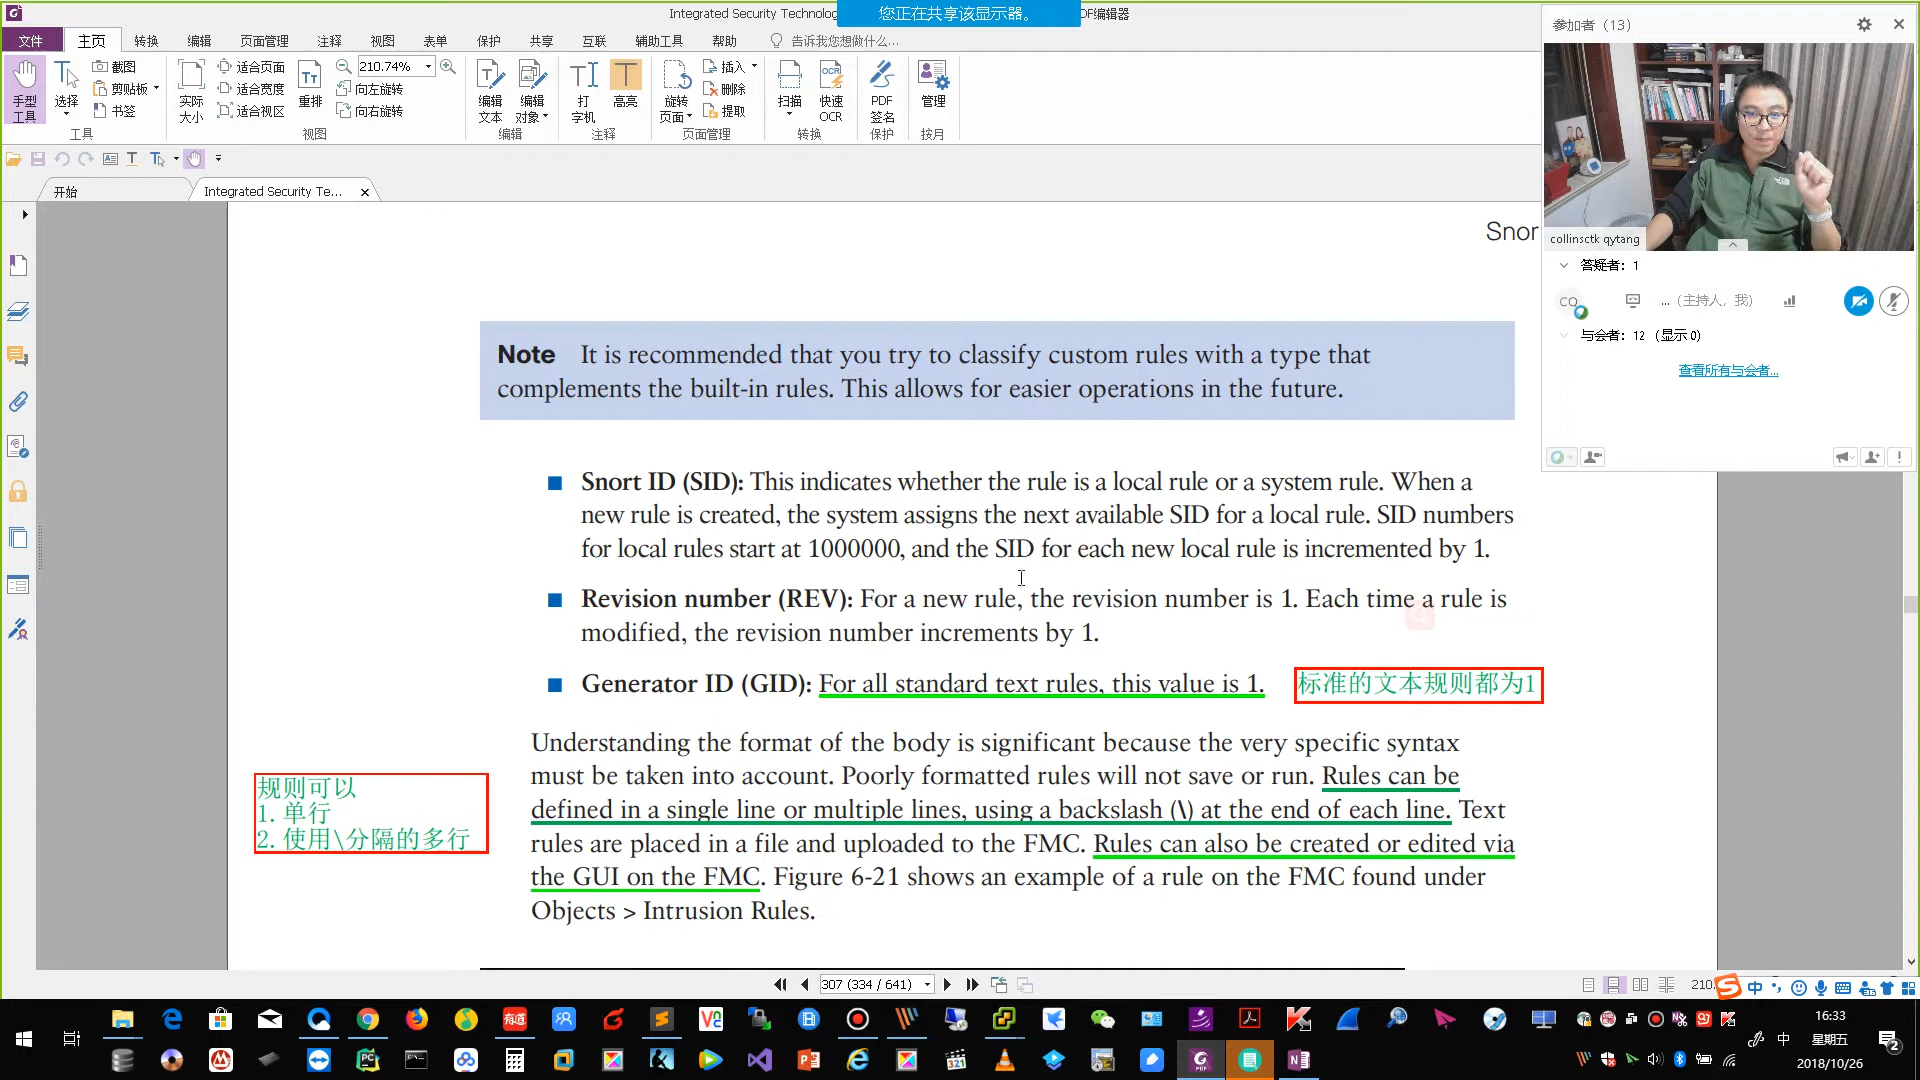 Integrated Security Technolog
您正在共享该显示器。
DF编辑器
文件
主页
转换
编辑
页面管理
注释
视图
表单
保护
共享
互联
辅助工具
帮助
告诉我您想做什么...
手型
工具
选择
截图
剪贴板
书签
工具
实际
大小
适合页面
适合宽度
适合视区
重排
210.74%
向左旋转
向右旋转
视图
编辑
文本
编辑
对象
编辑
打
字机
高亮
注释
旋转
页面
插入
删除
提取
页面管理
扫描
快速
OCR
转换
PDF
签名
保护
管理
按月
开始
Integrated Security Te...
Snor
Note It is recommended that you try to classify custom rules with a type that
complements the built-in rules. This allows for easier operations in the future.
Snort ID (SID): This indicates whether the rule is a local rule or a system rule. When a
new rule is created, the system assigns the next available SID for a local rule. SID numbers
for local rules start at 1000000, and the SID for each new local rule is incremented by 1.
Revision number (REV): For a new rule, the revision number is 1. Each time a rule is
modified, the revision number increments by 1.
Generator ID (GID): For all standard text rules, this value is 1.
标准的文本规则都为1
Understanding the format of the body is significant because the very specific syntax
must be taken into account. Poorly formatted rules will not save or run. Rules can be
defined in a single line or multiple lines, using a backslash (\) at the end of each line. Text
rules are placed in a file and uploaded to the FMC. Rules can also be created or edited via
the GUI on the FMC. Figure 6-21 shows an example of a rule on the FMC found under
Objects > Intrusion Rules.
规则可以
1. 单行
2. 使用\分隔的多行
参加者 (13)
collinsctk qytang
答疑者: 1
CQ
... (主持人, 我)
与会者: 12 (显示 0)
查看所有与会者...
307 (334 / 641)
210.
中
16:33
星期五
2018/10/26
中
2